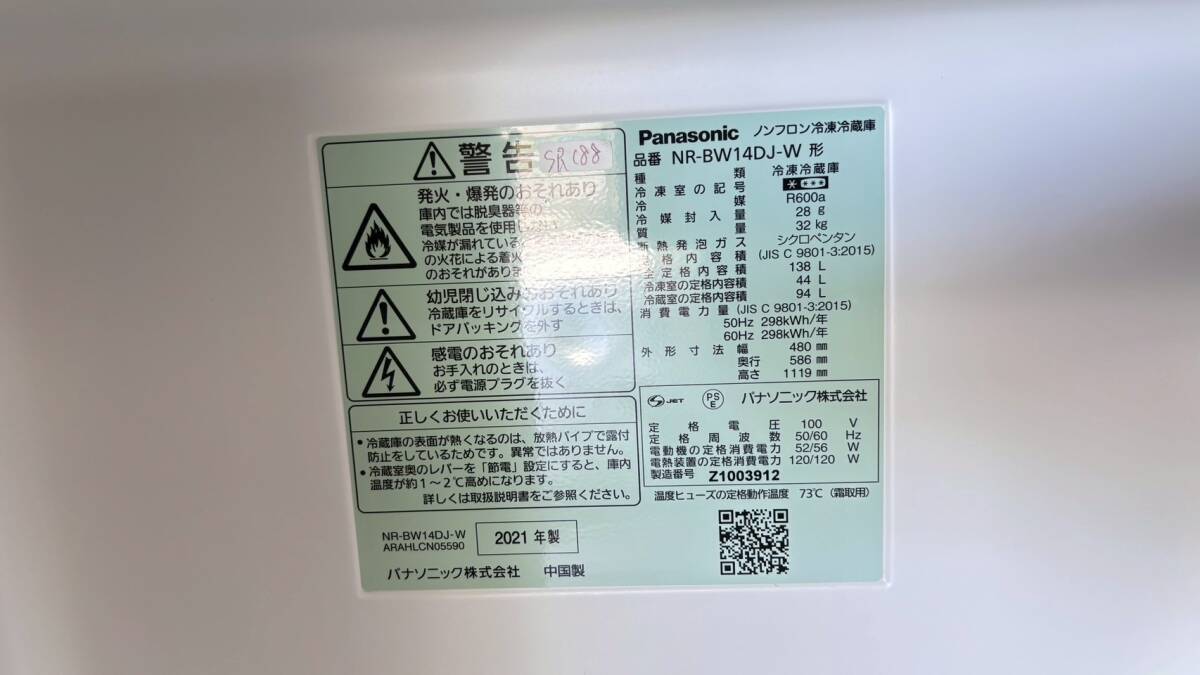 警告 SR188
発火・爆発のおそれあり
庫内では脱臭器等の
電気製品を使用しない
冷媒が漏れている
の火花による着火
のおそれがあります
幼児閉じ込みのおそれあり
冷蔵庫をリサイクルするときは、
ドアパッキングを外す
感電のおそれあり
お手入れのときは、
必ず電源プラグを抜く
正しくお使いいただくために
・冷蔵庫の表面が熱くなるのは、放熱パイプで露付
防止をしているためです。異常ではありません。
・冷蔵室奥のレバーを「節電」設定にすると、庫内
温度が約1~2℃高めになります。
詳しくは取扱説明書をご参照ください。
NR-BW14DJ-W
ARAHLCN05590
2021 年製
パナソニック株式会社 中国製
Panasonic ノンフロン冷凍冷蔵庫
品番 NR-BW14DJ-W 形
種類 冷凍冷蔵庫
冷凍室の記号 ****
冷媒 R600a
冷媒封入量 28 g
質量 32 kg
断熱発泡ガス シクロペンタン
定格内容積 (JIS C 9801-3:2015)
全定格内容積 138 L
冷凍室の定格内容積 44 L
冷蔵室の定格内容積 94 L
消費電力量 (JIS C 9801-3:2015)
50Hz 298kWh/年
60Hz 298kWh/年
外形寸法 幅 480 mm
奥行 586 mm
高さ 1119 mm
JET PS E パナソニック株式会社
定格電圧 100 V
定格周波数 50/60 Hz
電動機の定格消費電力 52/56 W
電熱装置の定格消費電力 120/120 W
製造番号 Z1003912
温度ヒューズの定格動作温度 73℃（霜取用）